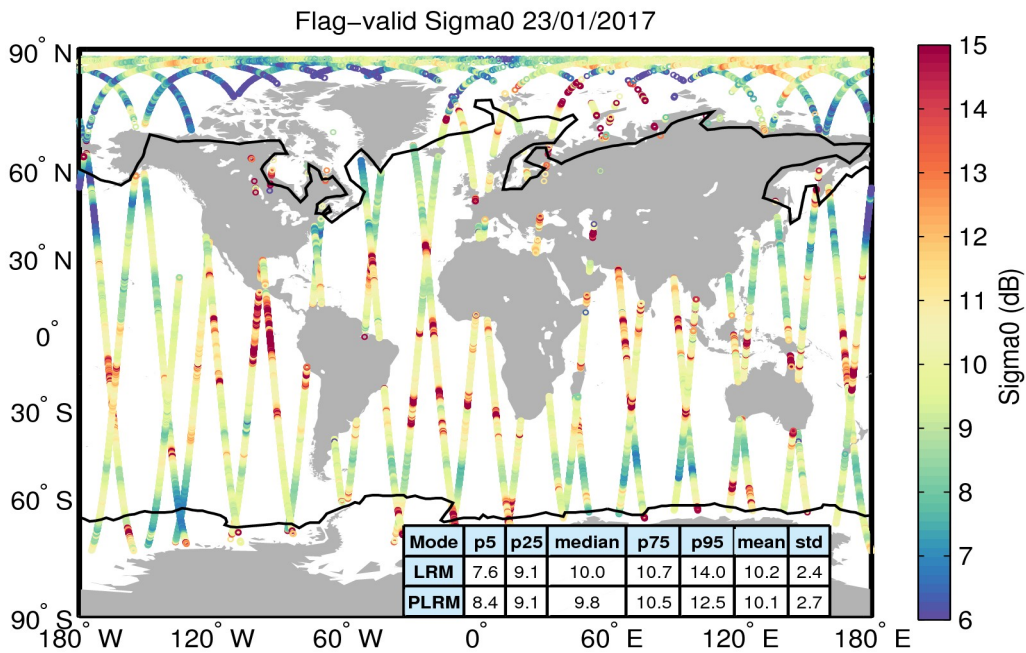 Flag−valid Sigma0 23/01/2017
90° N
60° N
30° N
0°
30° S
60° S
90° S
180° W
120° W
60° W
0°
60° E
120° E
180° E
15
14
13
12
11
10
9
8
7
6
Sigma0 (dB)
Mode p5 p25 median p75 p95 mean std
LRM 7.6 9.1 10.0 10.7 14.0 10.2 2.4
PLRM 8.4 9.1 9.8 10.5 12.5 10.1 2.7